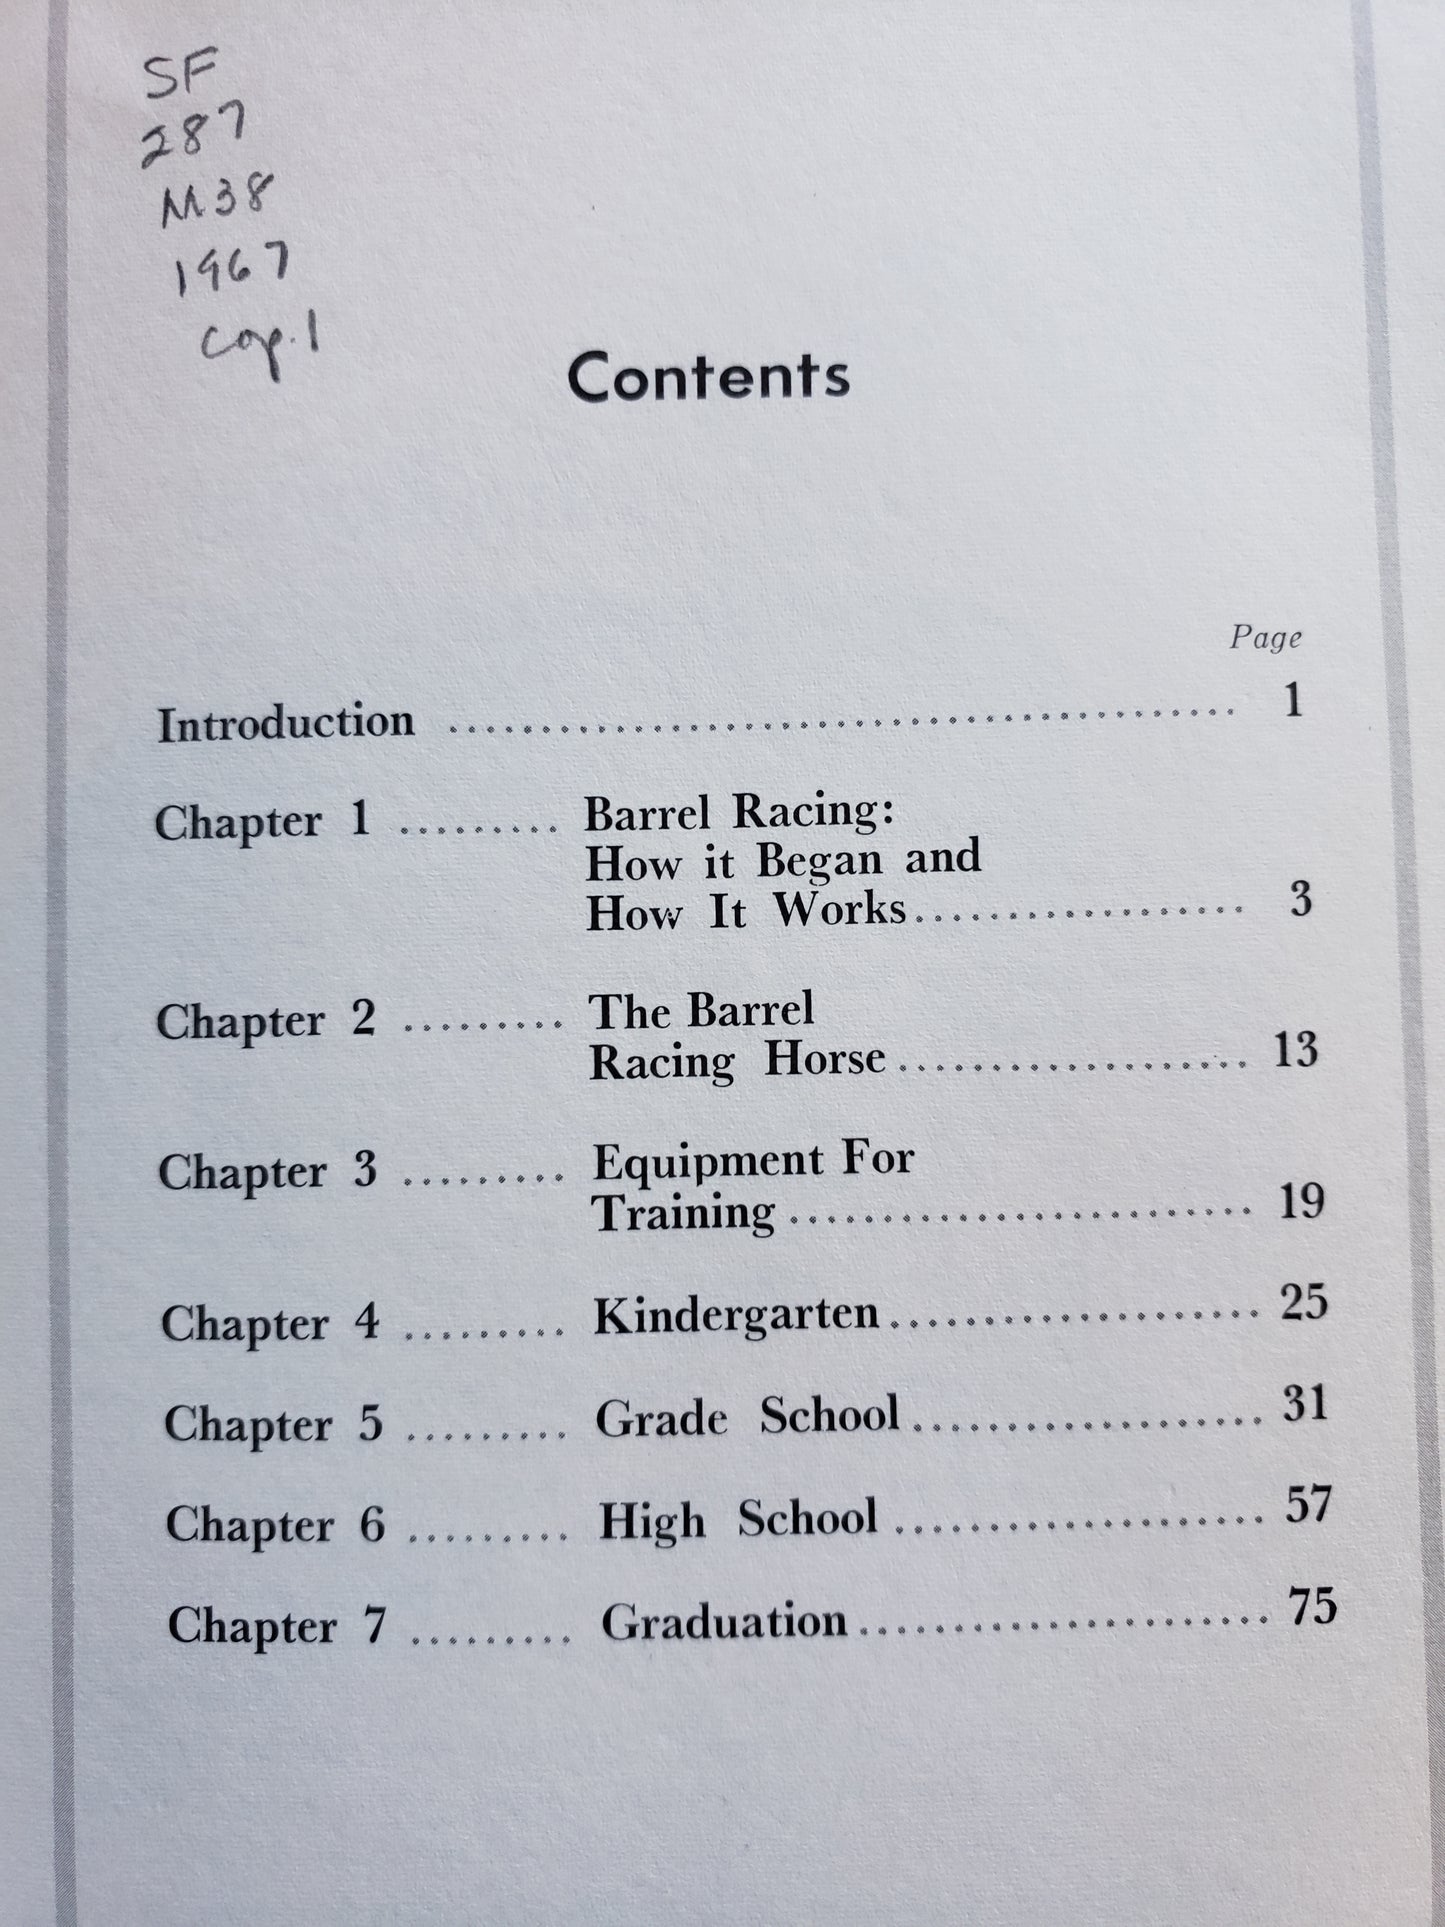 SF
287
M38
1967
cop. 1
Contents
Page
Introduction ........................................... 1
Chapter 1 ......... Barrel Racing:
How it Began and
How It Works.................. 3
Chapter 2 ......... The Barrel
Racing Horse ................... 13
Chapter 3 ......... Equipment For
Training ......................... 19
Chapter 4 ......... Kindergarten.................... 25
Chapter 5 ......... Grade School................... 31
Chapter 6 ......... High School .................... 57
Chapter 7 ......... Graduation...................... 75